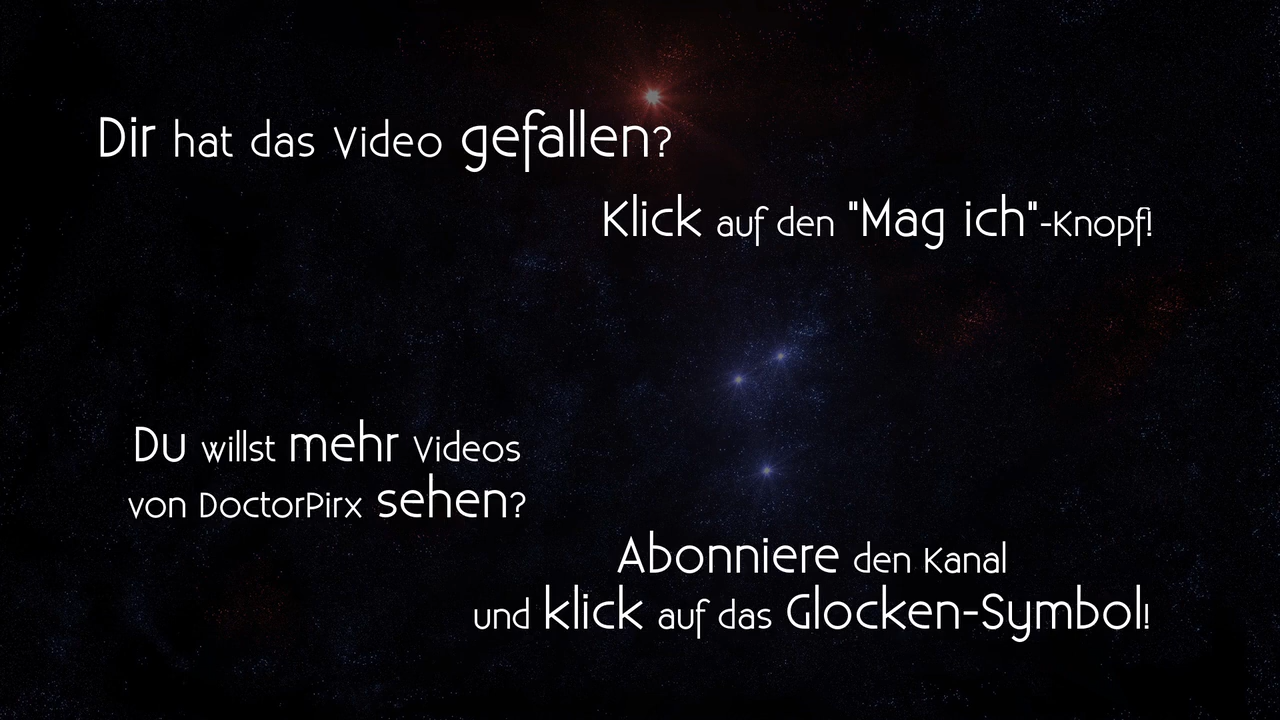 Dir hat das Video gefallen?
Klick auf den "Mag ich"-Knopf!
Du willst mehr Videos
von DoctorPirx sehen?
Abonniere den Kanal
und klick auf das Glocken-Symbol!